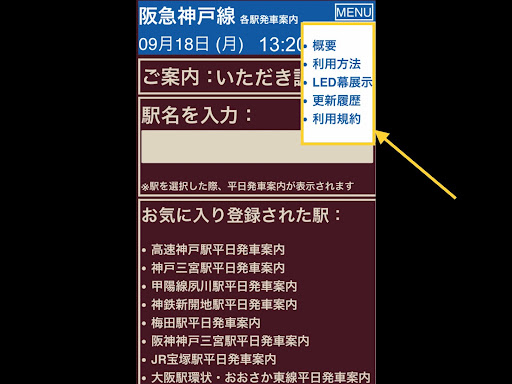 阪急神戸線 各駅発車案内
MENU
09月18日 (月) 13:20
概要
利用方法
LED幕展示
更新履歴
利用規約
ご案内：いただき
駅名を入力：
※駅を選択した際、平日発車案内が表示されます
お気に入り登録された駅：
高速神戸駅平日発車案内
神戸三宮駅平日発車案内
甲陽線夙川駅平日発車案内
神鉄新開地駅平日発車案内
梅田駅平日発車案内
阪神神戸三宮駅平日発車案内
JR宝塚駅平日発車案内
大阪駅環状・おおさか東線平日発車案内